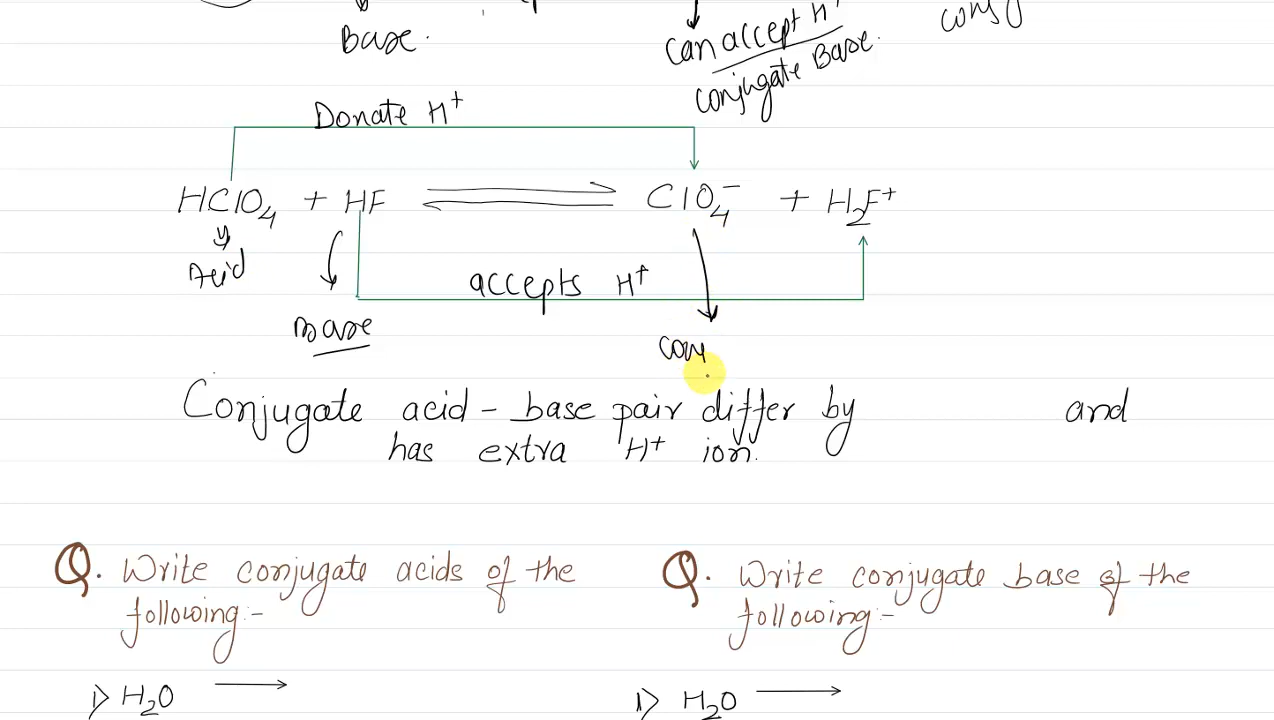 Base.
can accept H⁺
conjugate Base.
Donate H⁺
HClO₄ + HF ⇌ ClO₄⁻ + H₂F⁺
Acid
accepts H⁺
Base
conj
Conjugate acid - base pair differ by and
has extra H⁺ ion.
Q. Write conjugate acids of the
following:-
1) H₂O →
Q. Write conjugate base of the
following:-
1) H₂O →